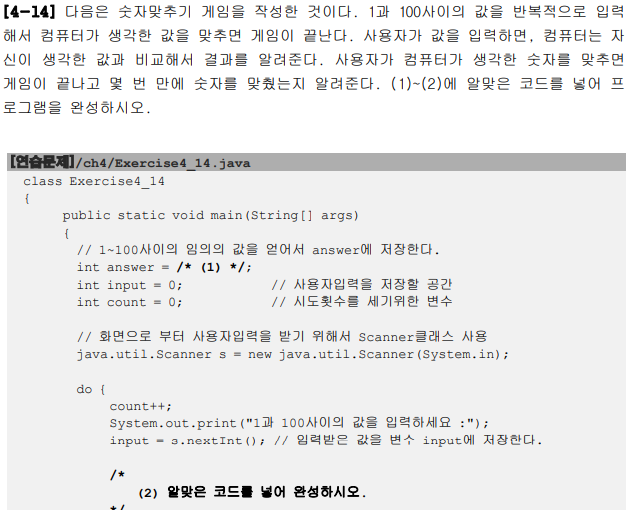 [4-14] 다음은 숫자맞추기 게임을 작성한 것이다. 1과 100사이의 값을 반복적으로 입력
해서 컴퓨터가 생각한 값을 맞추면 게임이 끝난다. 사용자가 값을 입력하면, 컴퓨터는 자
신이 생각한 값과 비교해서 결과를 알려준다. 사용자가 컴퓨터가 생각한 숫자를 맞추면
게임이 끝나고 몇 번 만에 숫자를 맞췄는지 알려준다. (1)~(2)에 알맞은 코드를 넣어 프
로그램을 완성하시오.
[연습문제]/ch4/Exercise4_14.java
class Exercise4_14
{
public static void main(String[] args)
{
// 1~100사이의 임의의 값을 얻어서 answer에 저장한다.
int answer = /* (1) */;
int input = 0; // 사용자입력을 저장할 공간
int count = 0; // 시도횟수를 세기위한 변수
// 화면으로 부터 사용자입력을 받기 위해서 Scanner클래스 사용
java.util.Scanner s = new java.util.Scanner(System.in);
do {
count++;
System.out.print("1과 100사이의 값을 입력하세요 :");
input = s.nextInt(); // 입력받은 값을 변수 input에 저장한다.
/*
(2) 알맞은 코드를 넣어 완성하시오.
*/